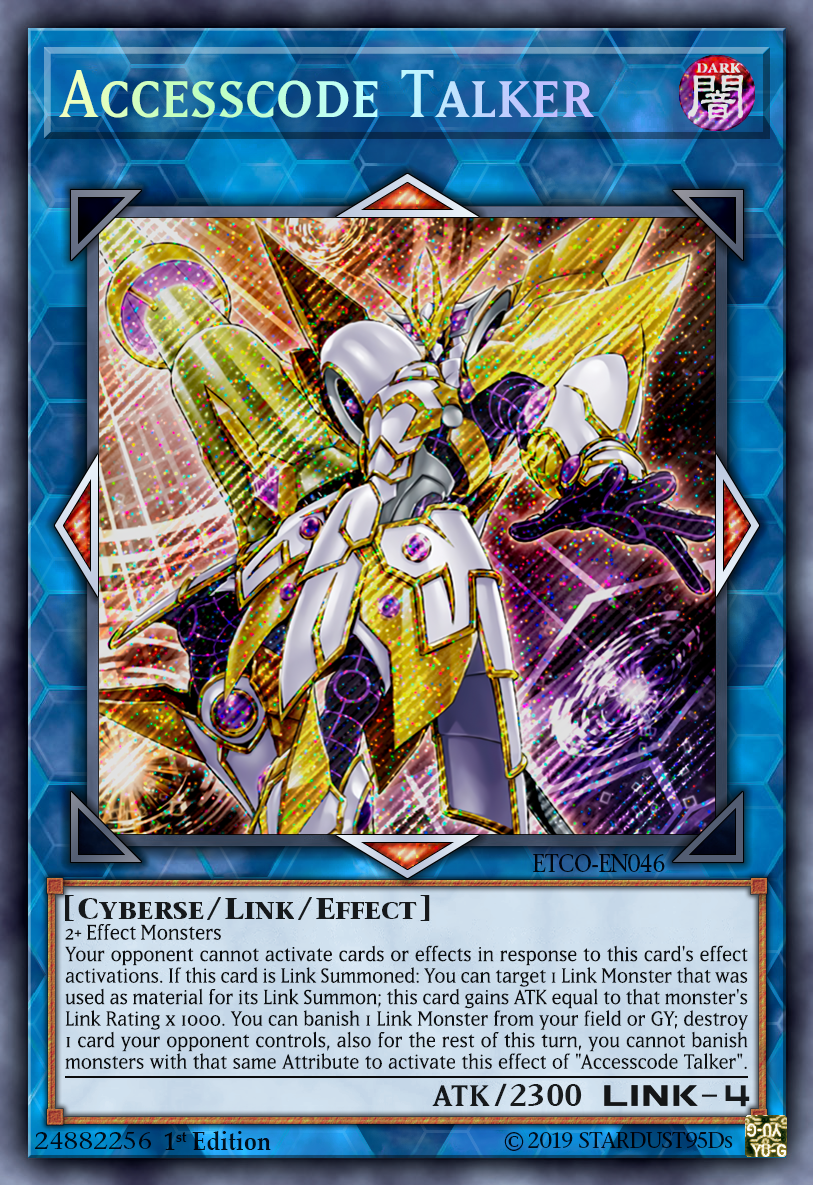 ACCESSCODE TALKER
DARK
闇
ETCO-EN046
[CYBERSE/LINK/EFFECT]
2+ Effect Monsters
Your opponent cannot activate cards or effects in response to this card's effect
activations. If this card is Link Summoned: You can target 1 Link Monster that was
used as material for its Link Summon; this card gains ATK equal to that monster's
Link Rating x 1000. You can banish 1 Link Monster from your field or GY; destroy
1 card your opponent controls, also for the rest of this turn, you cannot banish
monsters with that same Attribute to activate this effect of "Accesscode Talker".
ATK/2300 LINK-4
24882256 1st Edition
© 2019 STARDUST95Ds